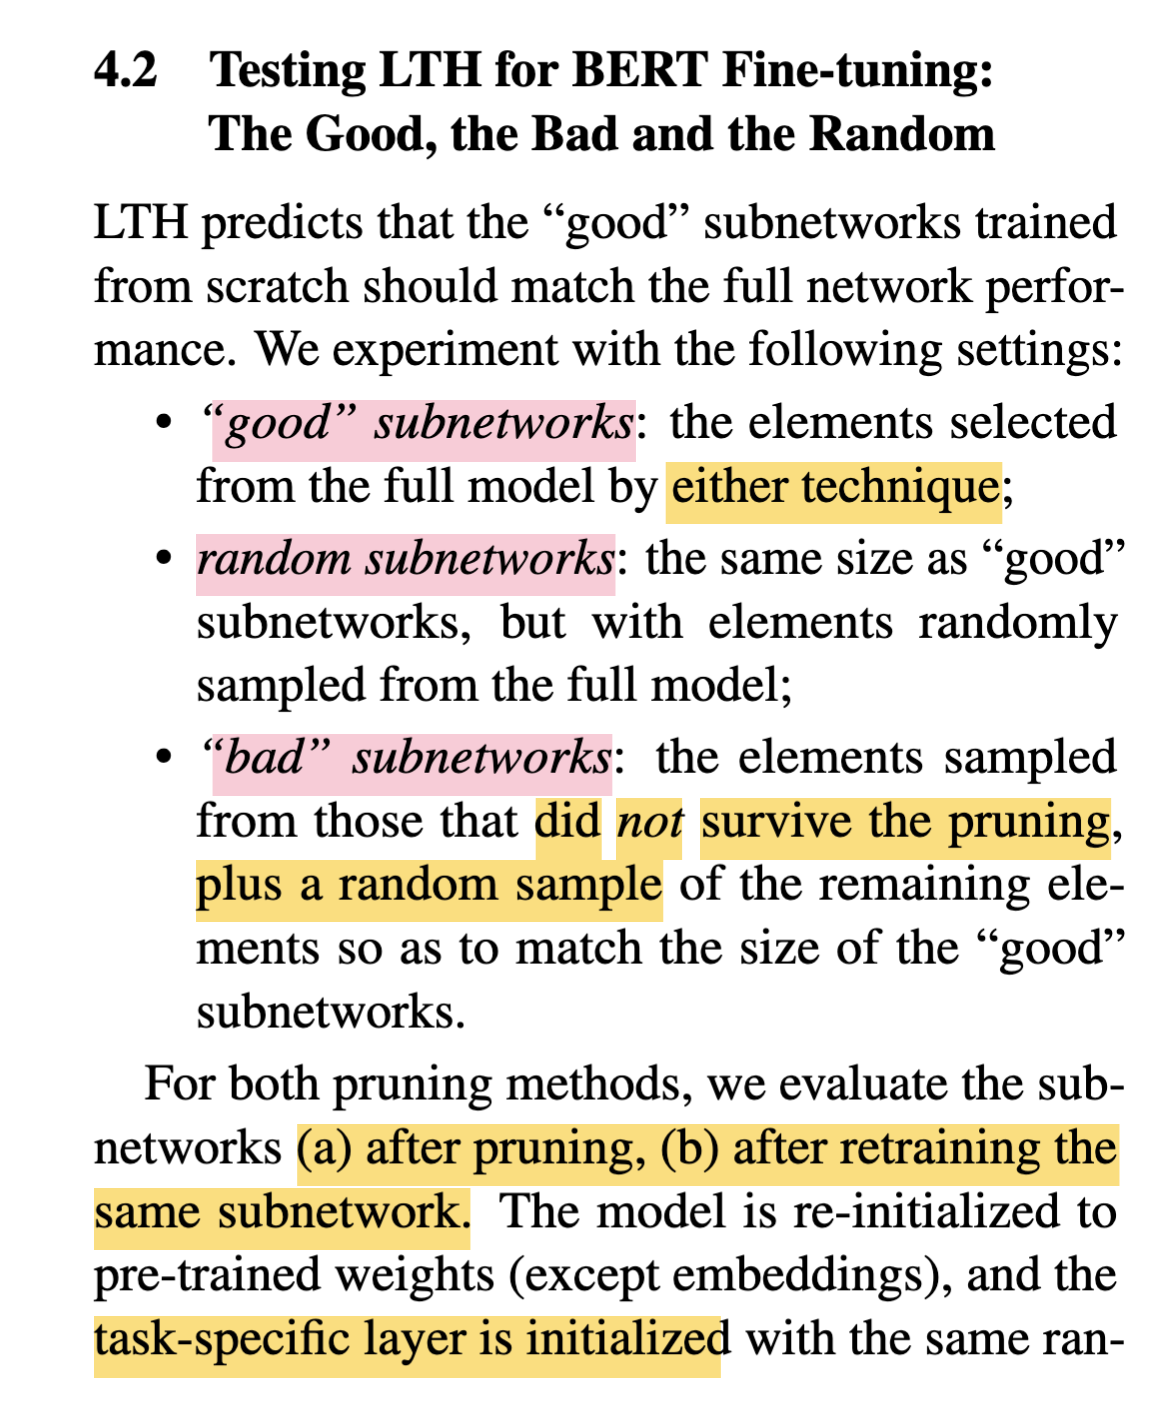 4.2 Testing LTH for BERT Fine-tuning:
The Good, the Bad and the Random
LTH predicts that the “good” subnetworks trained
from scratch should match the full network perfor-
mance. We experiment with the following settings:
• “good” subnetworks: the elements selected
from the full model by either technique;
• random subnetworks: the same size as “good”
subnetworks, but with elements randomly
sampled from the full model;
• “bad” subnetworks: the elements sampled
from those that did not survive the pruning,
plus a random sample of the remaining ele-
ments so as to match the size of the “good”
subnetworks.
For both pruning methods, we evaluate the sub-
networks (a) after pruning, (b) after retraining the
same subnetwork. The model is re-initialized to
pre-trained weights (except embeddings), and the
task-specific layer is initialized with the same ran-